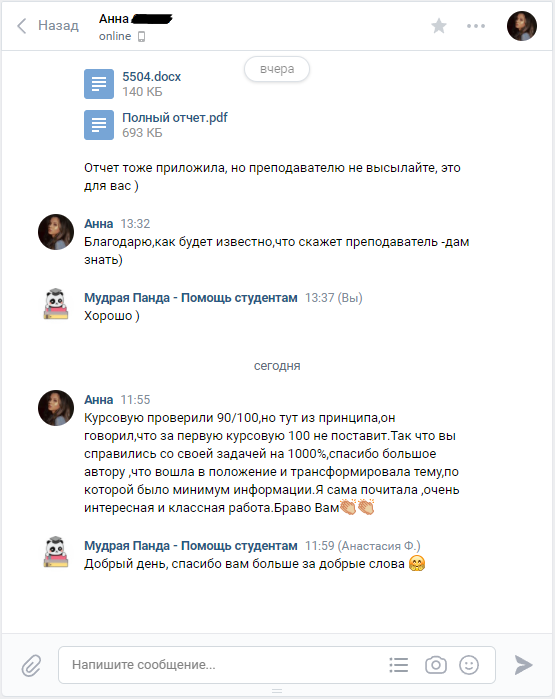 Назад
Анна
online
вчера
5504.docx
140 КБ
Полный отчет.pdf
693 КБ
Отчет тоже приложила, но преподавателю не высылайте, это
для вас )
Анна 13:32
Благодарю,как будет известно,что скажет преподаватель -дам
знать)
Мудрая Панда - Помощь студентам 13:37 (Вы)
Хорошо )
сегодня
Анна 11:55
Курсовую проверили 90/100,но тут из принципа,он
говорил,что за первую курсовую 100 не поставит.Так что вы
справились со своей задачей на 1000%,спасибо большое
автору ,что вошла в положение и трансформировала тему,по
которой было минимум информации.Я сама почитала ,очень
интересная и классная работа.Браво Вам👏👏
Мудрая Панда - Помощь студентам 11:59 (Анастасия Ф.)
Добрый день, спасибо вам больше за добрые слова 🤗
Напишите сообщение...